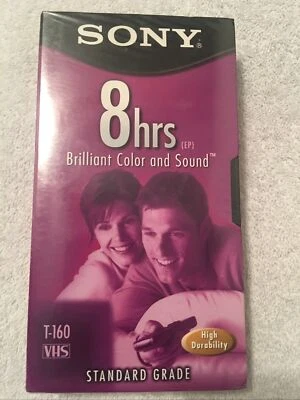 SONY®
8hrs (EP)
Brilliant Color and Sound™
High
Durability
T-160
VHS
STANDARD GRADE